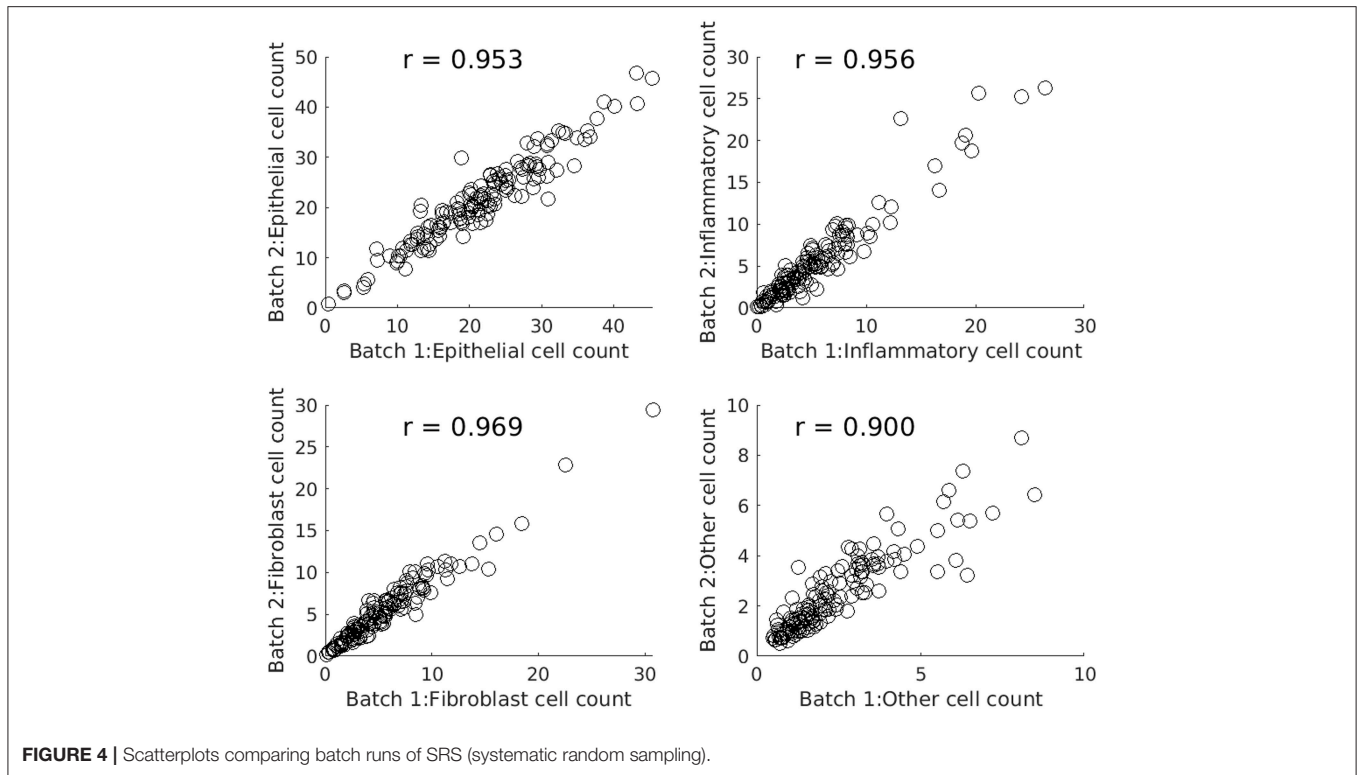 r = 0.953
Batch 2:Epithelial cell count
50
40
30
20
10
0
0 10 20 30 40
Batch 1:Epithelial cell count
r = 0.956
Batch 2:Inflammatory cell count
30
25
20
15
10
5
0
0 10 20 30
Batch 1:Inflammatory cell count
r = 0.969
Batch 2:Fibroblast cell count
30
25
20
15
10
5
0
0 10 20 30
Batch 1:Fibroblast cell count
r = 0.900
Batch 2:Other cell count
10
8
6
4
2
0
0 5 10
Batch 1:Other cell count
FIGURE 4 | Scatterplots comparing batch runs of SRS (systematic random sampling).